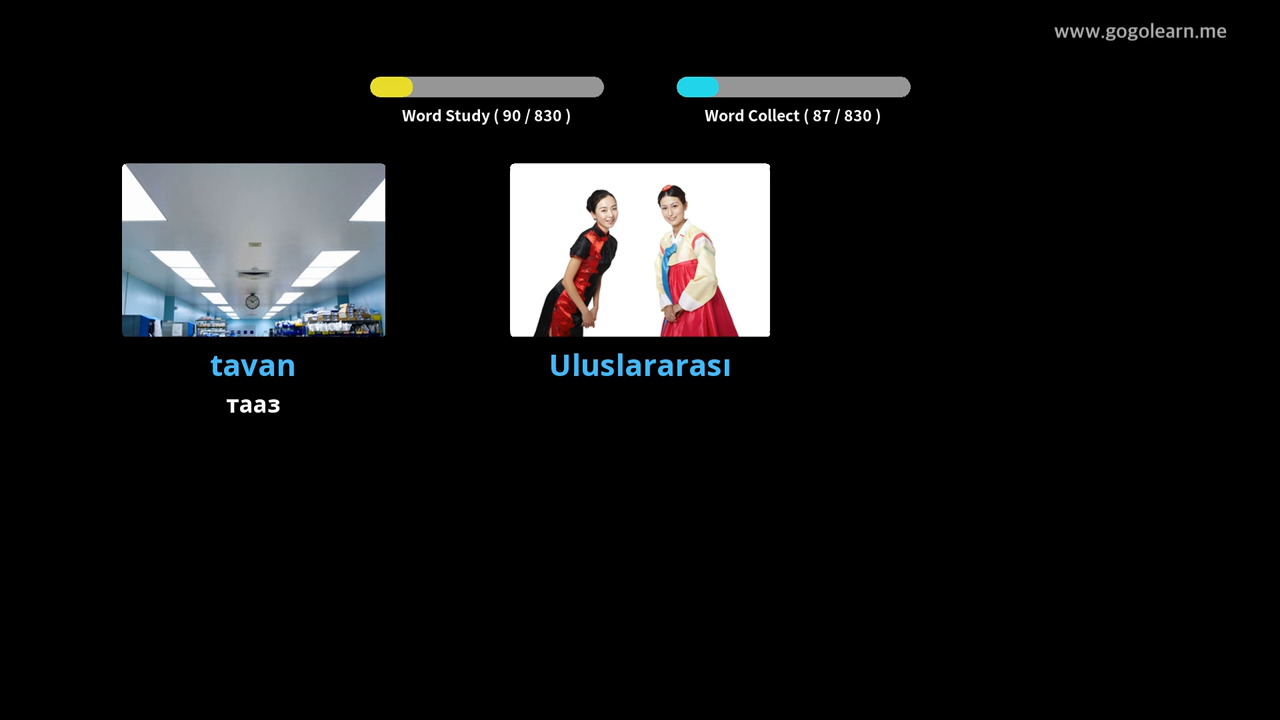 www.gogolearn.me
Word Study ( 90 / 830 )
Word Collect ( 87 / 830 )
tavan
тааз
Uluslararası